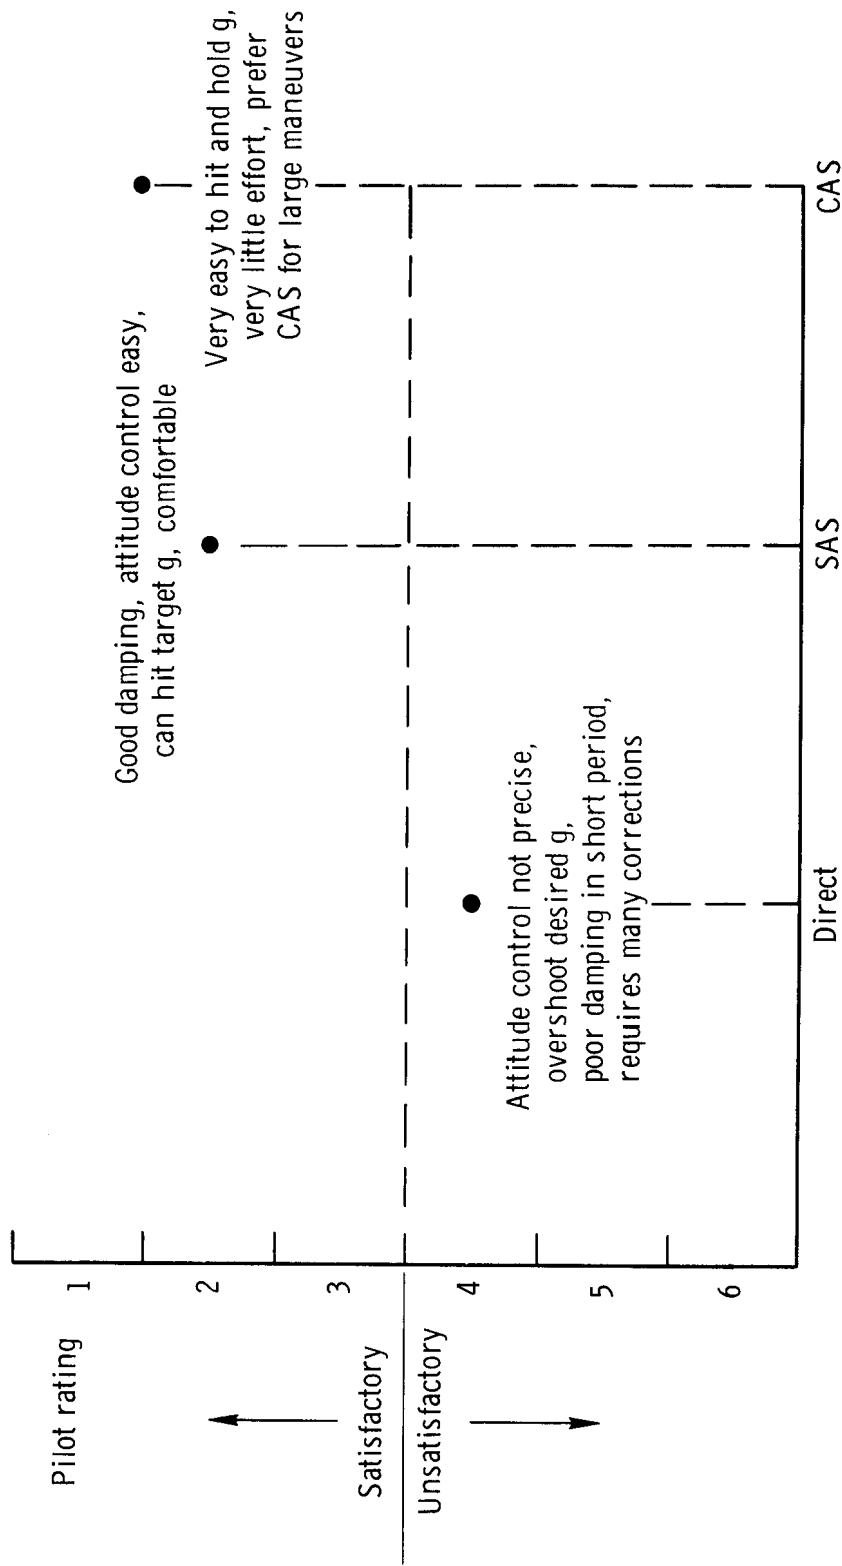 Pilot rating
1
2
3
4
5
6
Satisfactory
Unsatisfactory
Attitude control not precise,
overshoot desired g,
poor damping in short period,
requires many corrections
Good damping, attitude control easy,
can hit target g, comfortable
Very easy to hit and hold g,
very little effort, prefer
CAS for large maneuvers
Direct
SAS
CAS